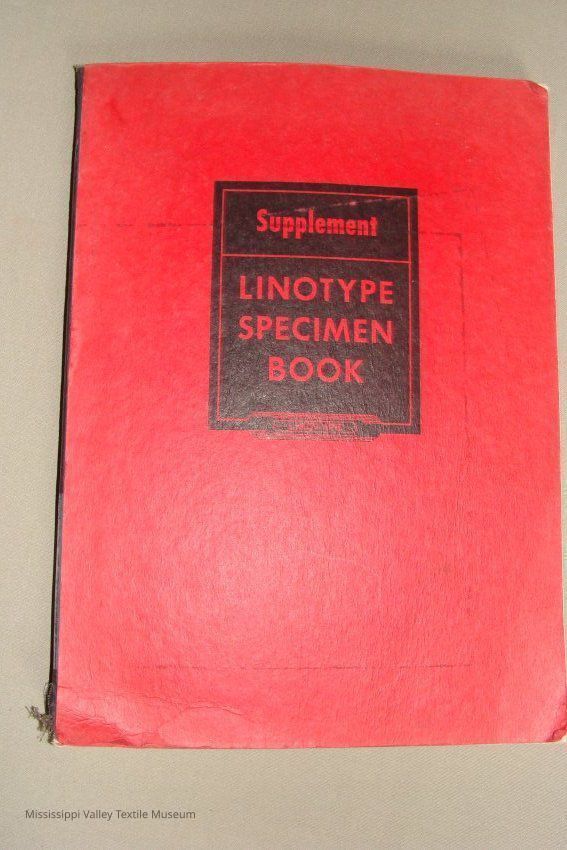 Supplement
LINOTYPE
SPECIMEN
BOOK
Mississippi Valley Textile Museum